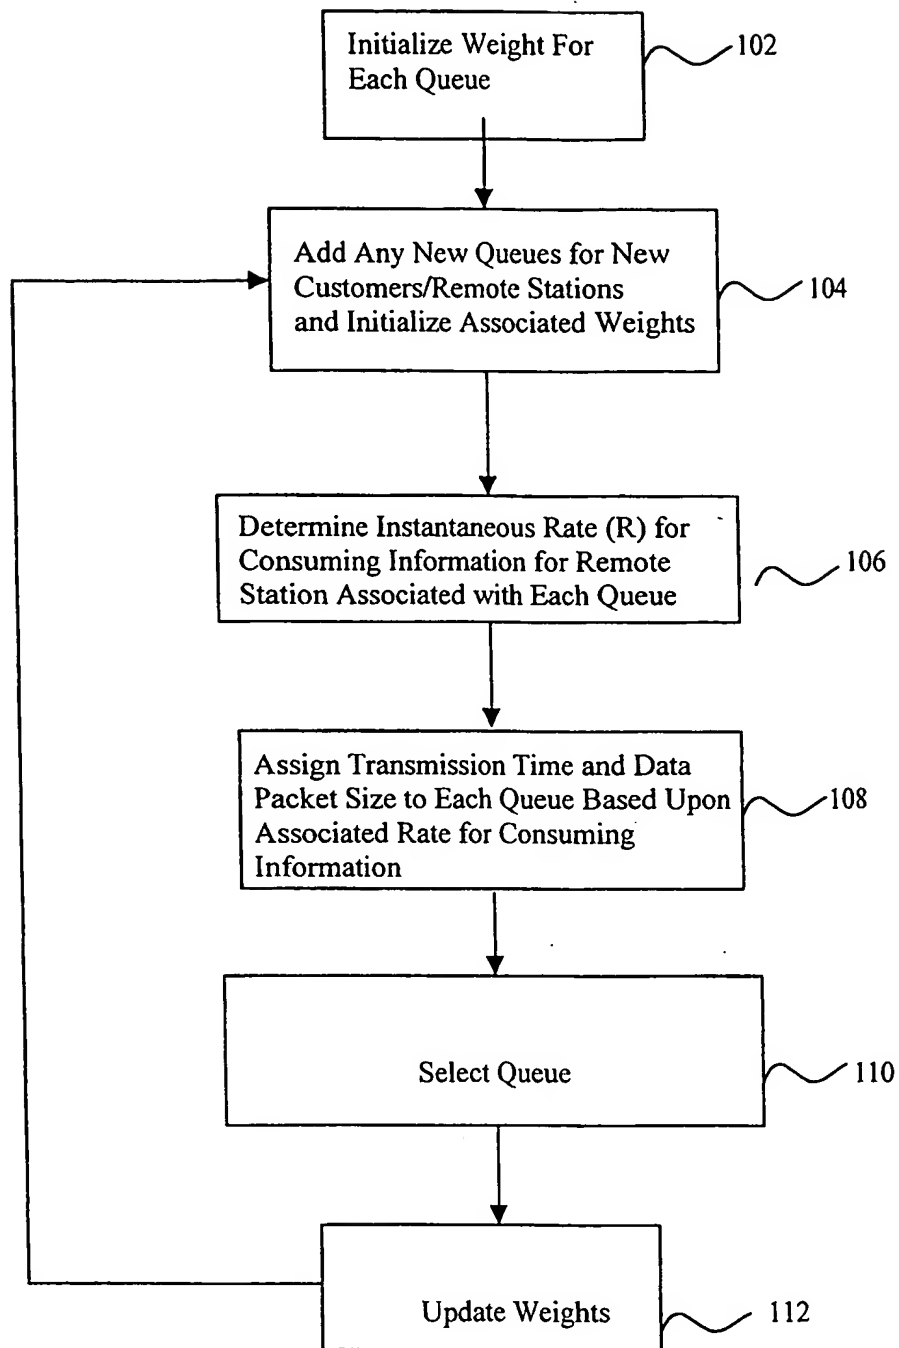 Initialize Weight For
Each Queue
102
Add Any New Queues for New
Customers/Remote Stations
and Initialize Associated Weights
104
Determine Instantaneous Rate (R) for
Consuming Information for Remote
Station Associated with Each Queue
106
Assign Transmission Time and Data
Packet Size to Each Queue Based Upon
Associated Rate for Consuming
Information
108
Select Queue
110
Update Weights
112